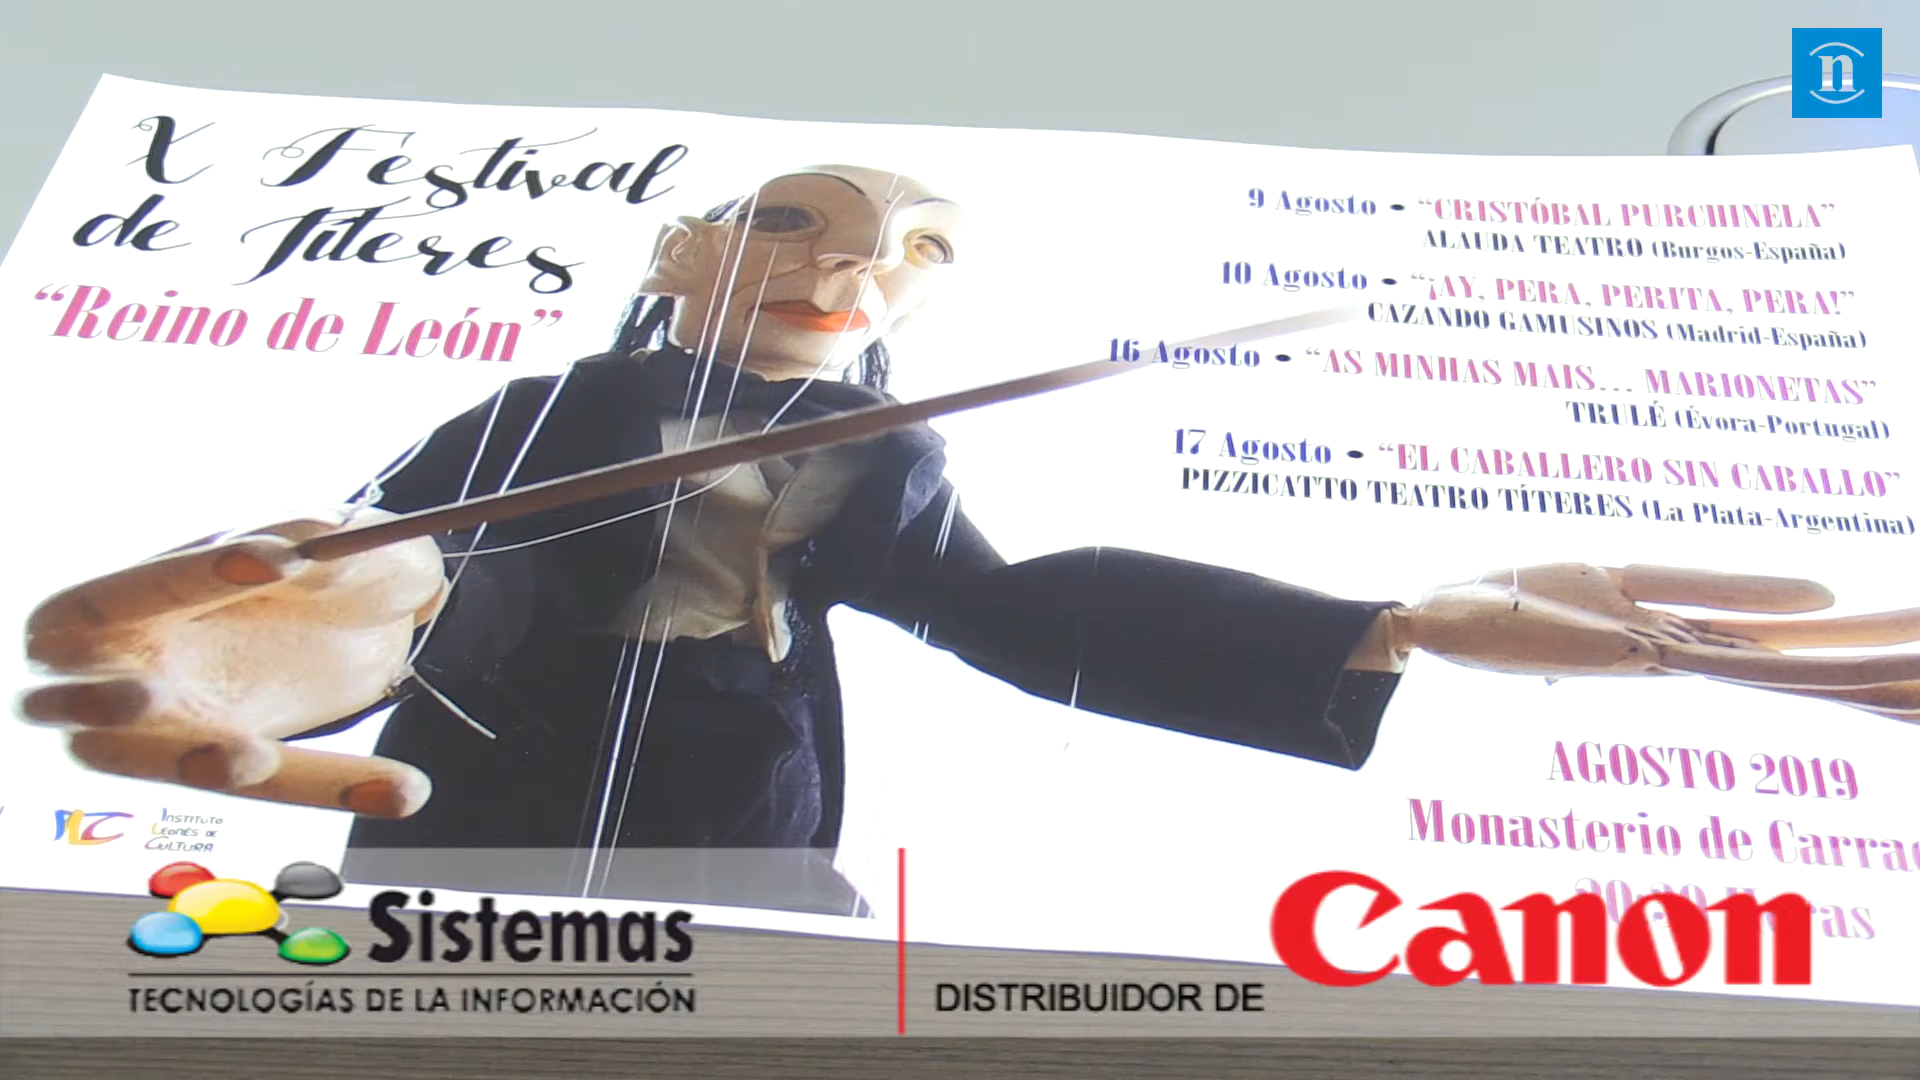 n
X Festival
de Títeres
“Reino de León”
9 Agosto • “CRISTÓBAL PURCHINELA”
ALAUDA TEATRO (Burgos-España)
10 Agosto • “¡AY, PERA, PERITA, PERA!”
CAZANDO GAMUSINOS (Madrid-España)
16 Agosto • “AS MINHAS MAIS... MARIONETAS”
TRULÉ (Évora-Portugal)
17 Agosto • “EL CABALLERO SIN CABALLO”
PIZZICATTO TEATRO TÍTERES (La Plata-Argentina)
AGOSTO 2019
Monasterio de
ILC
INSTITUTO
LEONÉS DE
CULTURA
Sistemas
TECNOLOGÍAS DE LA INFORMACIÓN
DISTRIBUIDOR DE
Canon